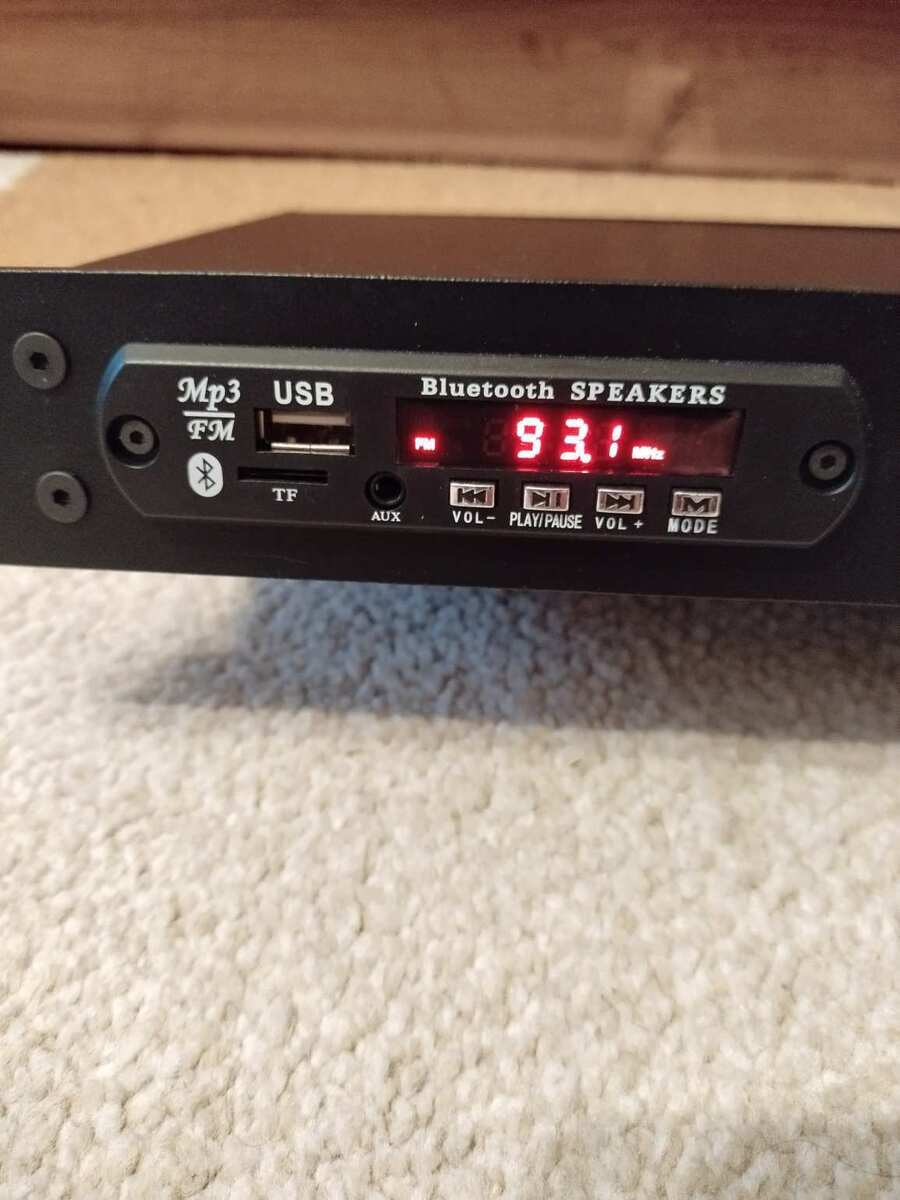 Mp3
FM
USB
TF
AUX
Bluetooth SPEAKERS
FM 93.1 MHz
VOL-
PLAY/PAUSE
VOL +
M
MODE